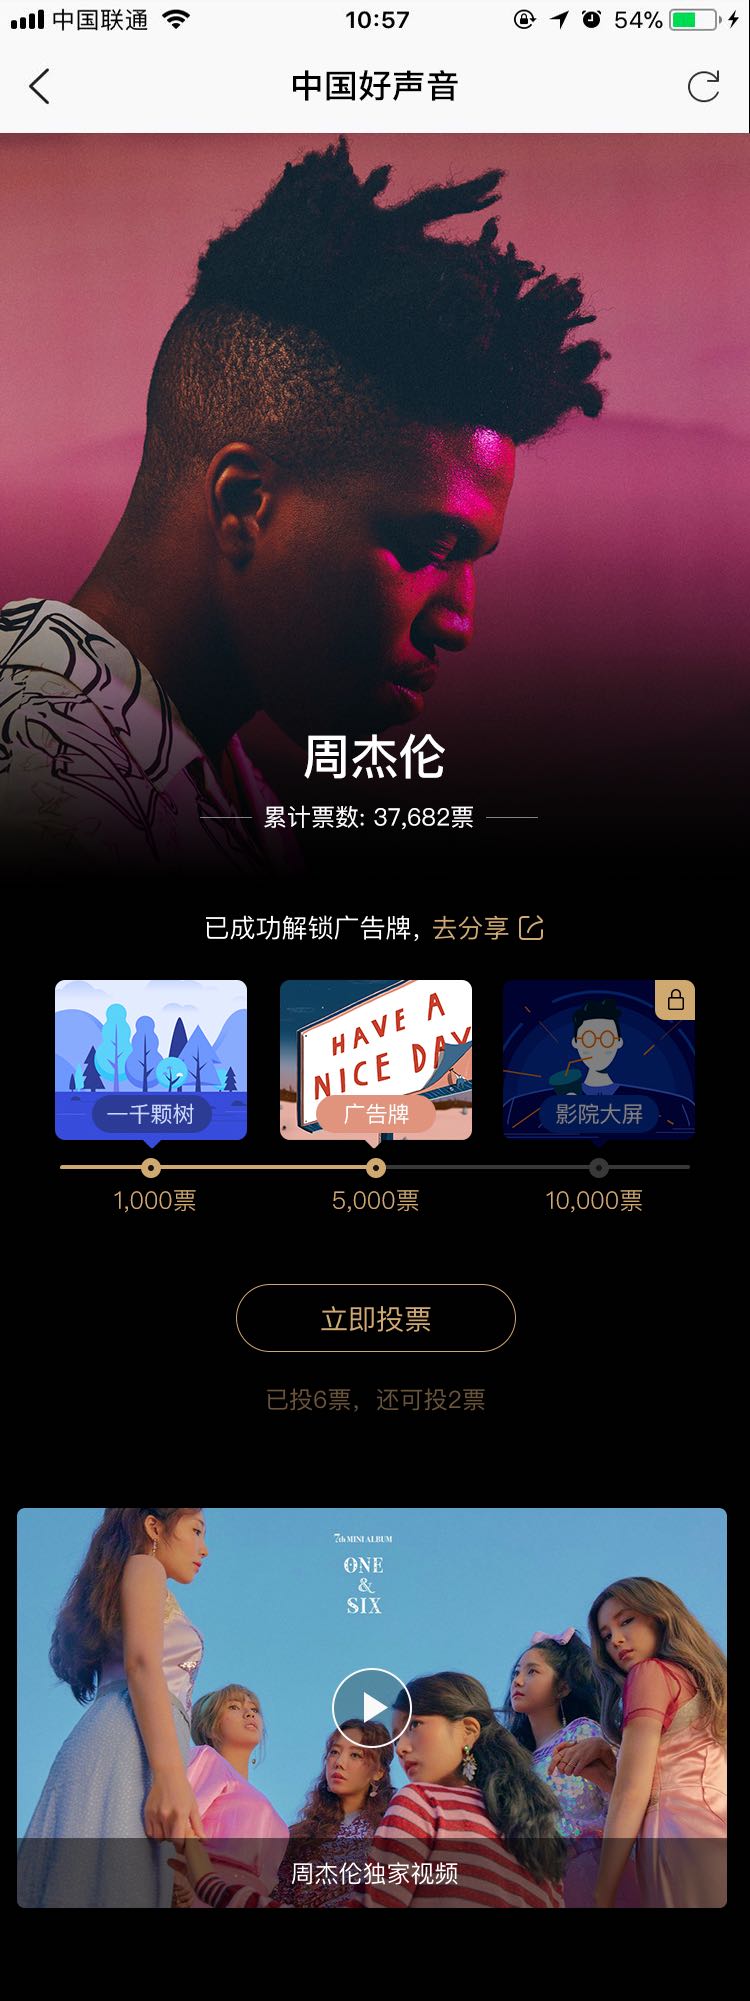 中国联通 10:57 54%
中国好声音
周杰伦
累计票数: 37,682票
已成功解锁广告牌，去分享
HAVE A
NICE DAY
一千颗树 广告牌 影院大屏
1,000票 5,000票 10,000票
立即投票
已投6票，还可投2票
7th MINI ALBUM
ONE
&
SIX
周杰伦独家视频